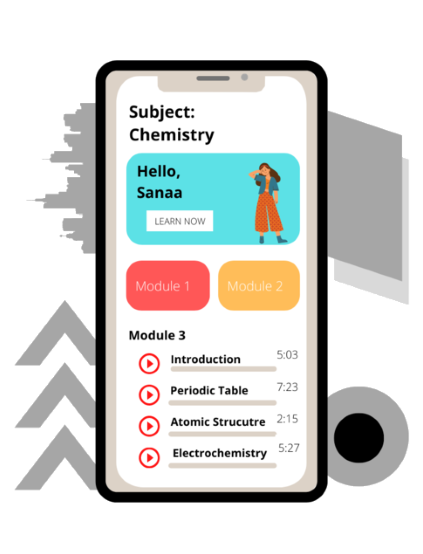 Subject:
Chemistry
Hello,
Sanaa
LEARN NOW
Module 1
Module 2
Module 3
Introduction 5:03
Periodic Table 7:23
Atomic Strucutre 2:15
Electrochemistry 5:27